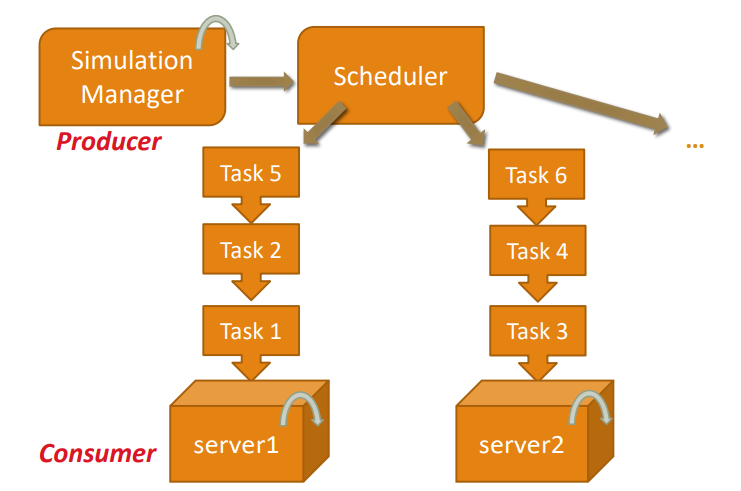 Simulation
Manager
Scheduler
Producer
...
Task 5
Task 6
Task 2
Task 4
Task 1
Task 3
server1
server2
Consumer